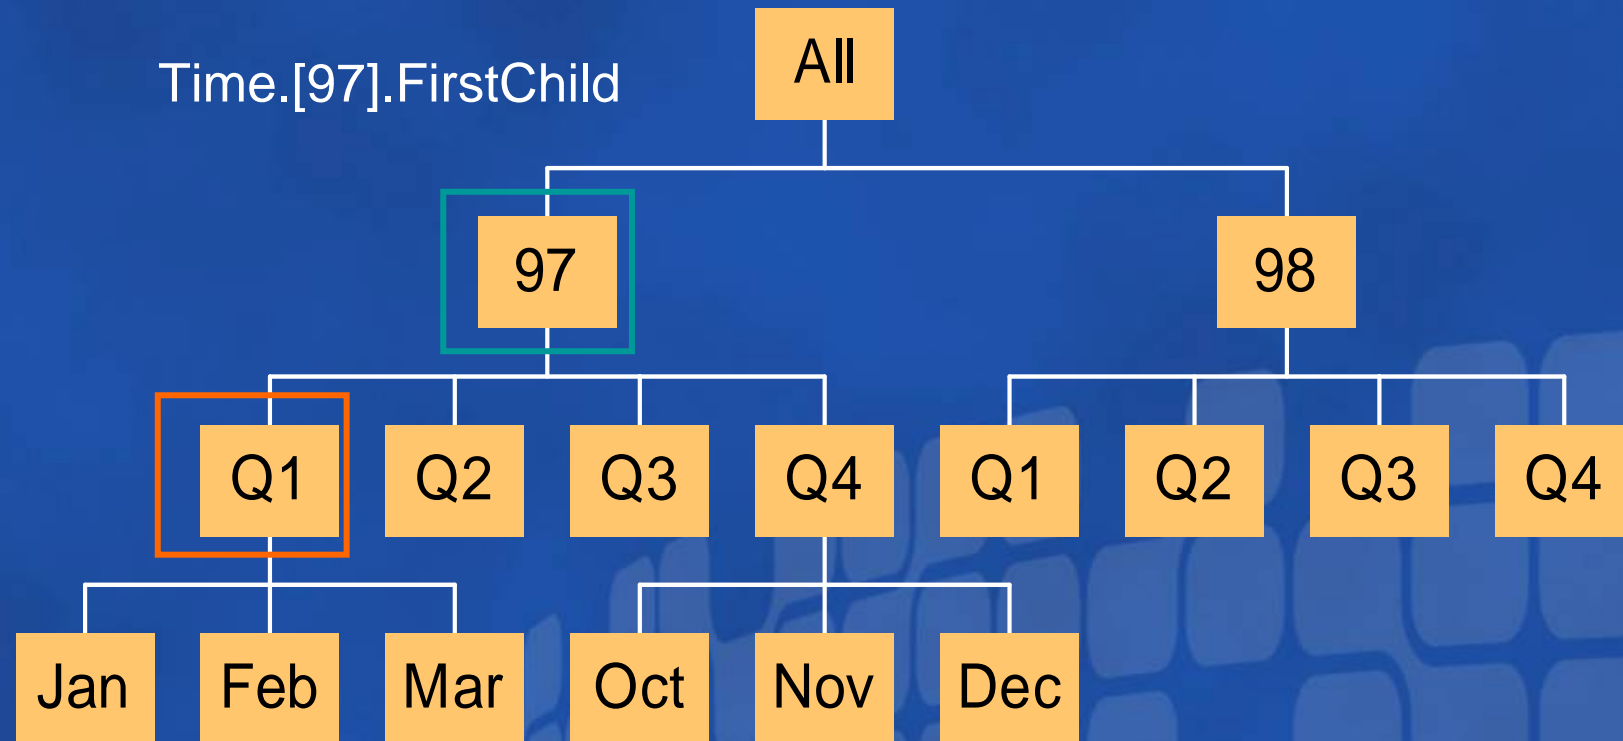 All
Time.[97].FirstChild
97 98
Q1 Q2 Q3 Q4 Q1 Q2 Q3 Q4
Jan Feb Mar Oct Nov Dec